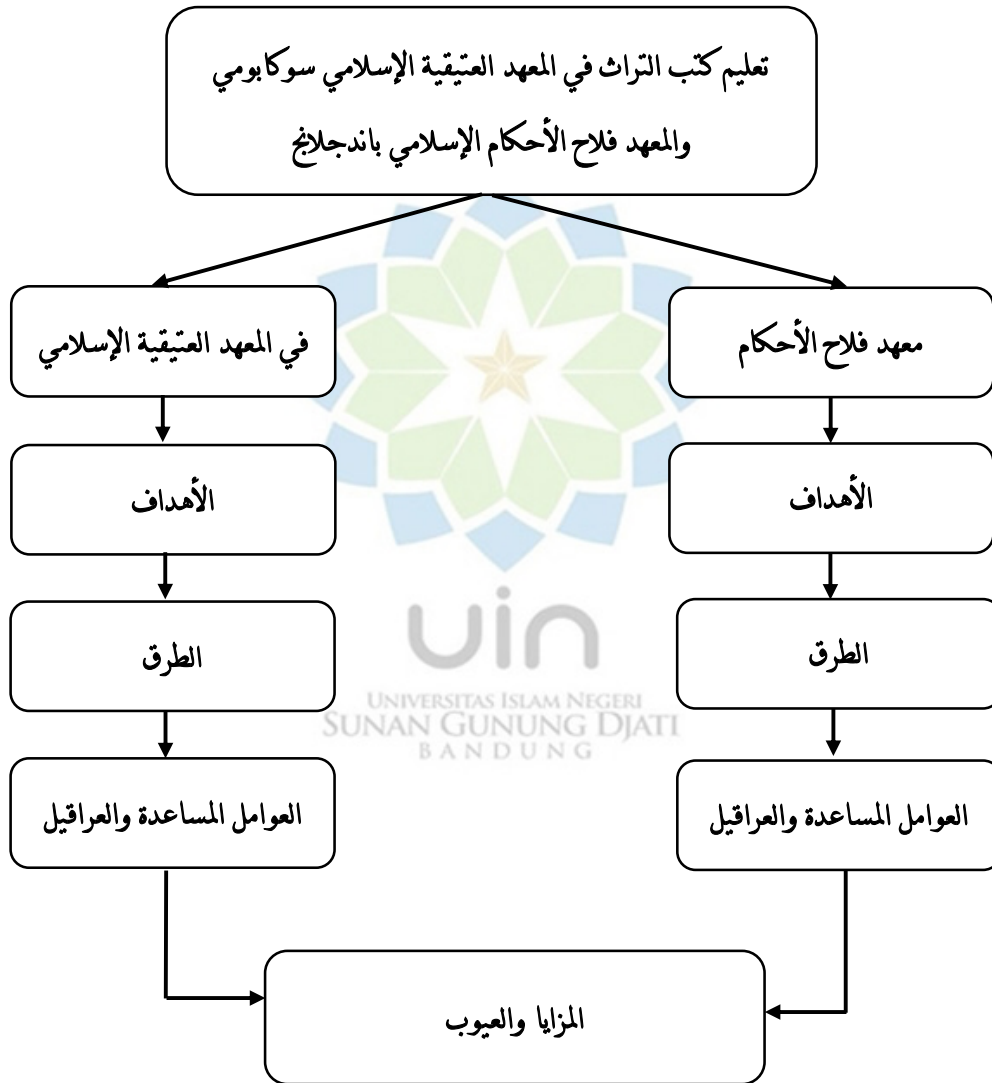 تعليم كتب التراث في المعهد العتيقية الإسلامي سوكابومي
والمعهد فلاح الأحكام الإسلامي باندجلانج
معهد فلاح الأحكام
في المعهد العتيقية الإسلامي
الأهداف
الأهداف
الطرق
الطرق
العوامل المساعدة والعراقيل
العوامل المساعدة والعراقيل
المزايا والعيوب
uin
UNIVERSITAS ISLAM NEGERI
SUNAN GUNUNG DJATI
BANDUNG